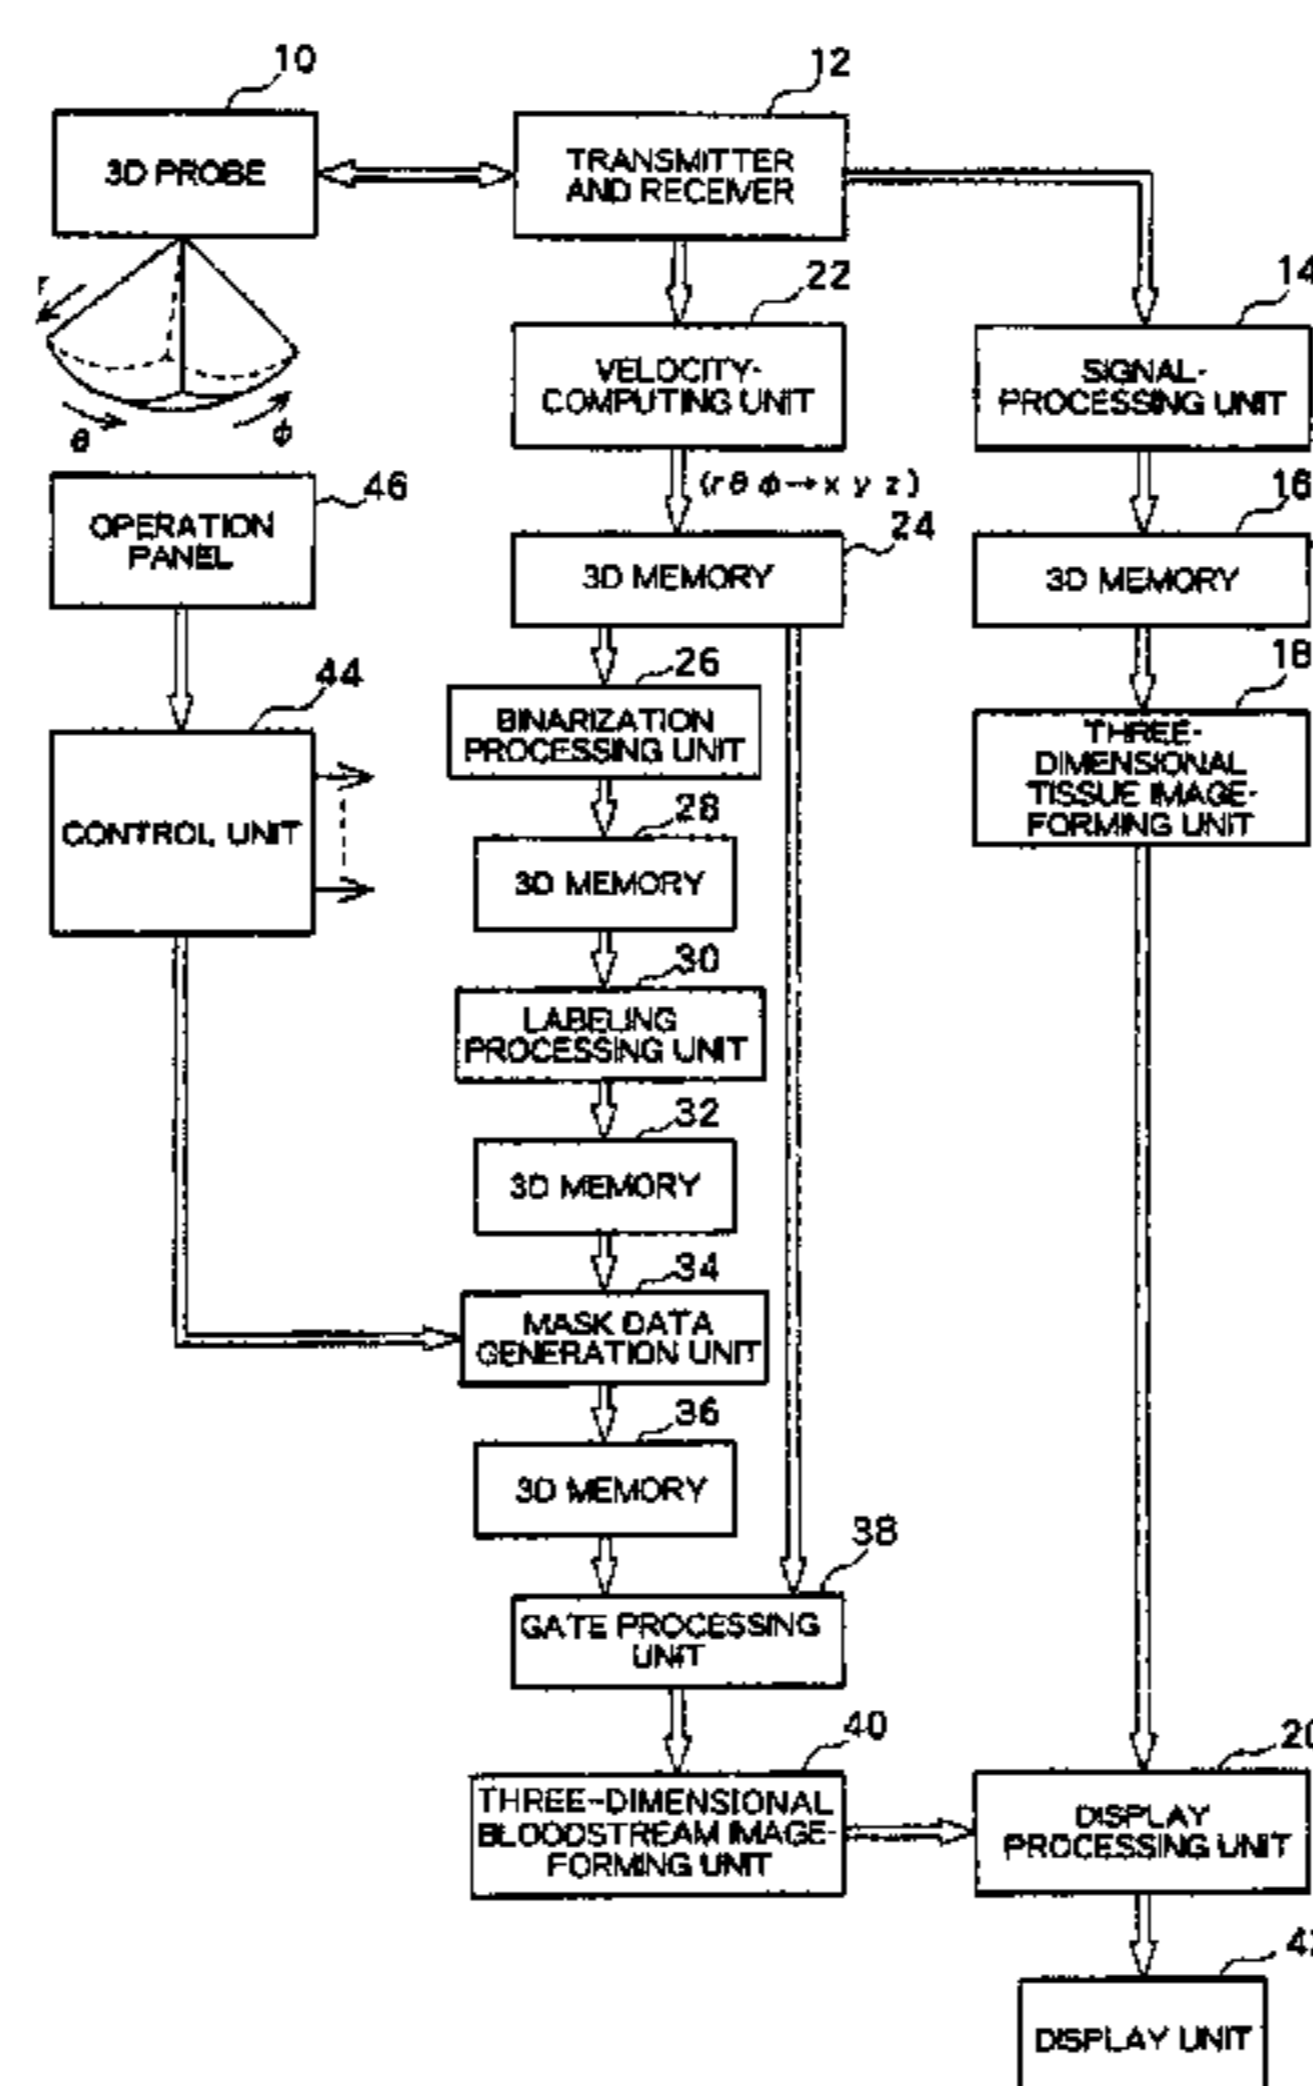 10
12
3D PROBE
TRANSMITTER
AND RECEIVER
r
θ
ϕ
22
14
VELOCITY-
COMPUTING UNIT
SIGNAL-
PROCESSING UNIT
(r θ ϕ→x y z)
46
OPERATION
PANEL
24
16
3D MEMORY
3D MEMORY
26
18
44
BINARIZATION
PROCESSING UNIT
THREE-
DIMENSIONAL
TISSUE IMAGE-
FORMING UNIT
CONTROL UNIT
28
3D MEMORY
30
LABELING
PROCESSING UNIT
32
3D MEMORY
34
MASK DATA
GENERATION UNIT
36
3D MEMORY
38
GATE PROCESSING
UNIT
40
20
THREE-DIMENSIONAL
BLOODSTREAM IMAGE-
FORMING UNIT
DISPLAY
PROCESSING UNIT
DISPLAY UNIT